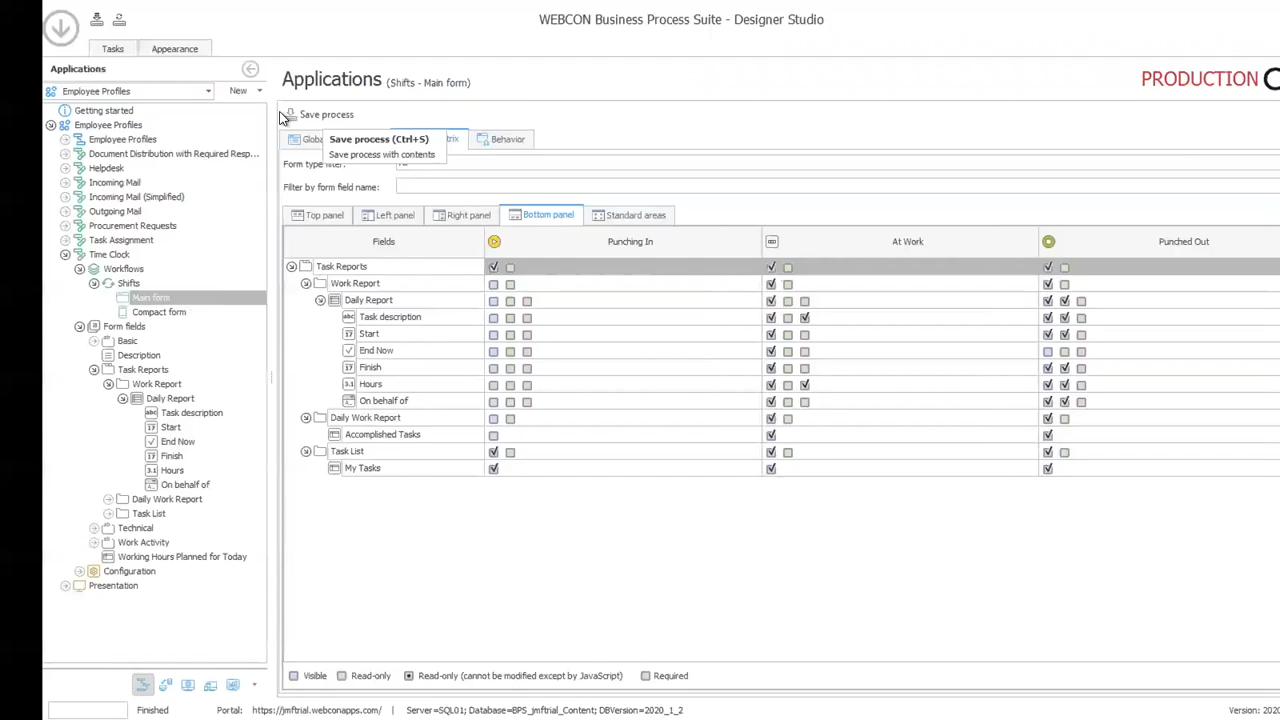 WEBCON Business Process Suite - Designer Studio
Tasks Appearance
Applications
Employee Profiles New
Getting started
Employee Profiles
Employee Profiles
Document Distribution with Required Resp...
Helpdesk
Incoming Mail
Incoming Mail (Simplified)
Outgoing Mail
Procurement Requests
Task Assignment
Time Clock
Workflows
Shifts
Main form
Compact form
Form fields
Basic
Description
Task Reports
Work Report
Daily Report
Task description
Start
End Now
Finish
Hours
On behalf of
Daily Work Report
Task List
Technical
Work Activity
Working Hours Planned for Today
Configuration
Presentation
Applications (Shifts - Main form)
PRODUCTION
Save process
Save process (Ctrl+S)
Save process with contents
Behavior
Form type filter:
Filter by form field name:
Top panel Left panel Right panel Bottom panel Standard areas
Fields Punching In At Work Punched Out
Task Reports
Work Report
Daily Report
Task description
Start
End Now
Finish
Hours
On behalf of
Daily Work Report
Accomplished Tasks
Task List
My Tasks
Visible Read-only Read-only (cannot be modified except by JavaScript) Required
Finished Portal: https://jmftrial.webconapps.com/ | Server=SQL01; Database=BPS_jmftrial_Content; DBVersion=2020_1_2 Version: 2020